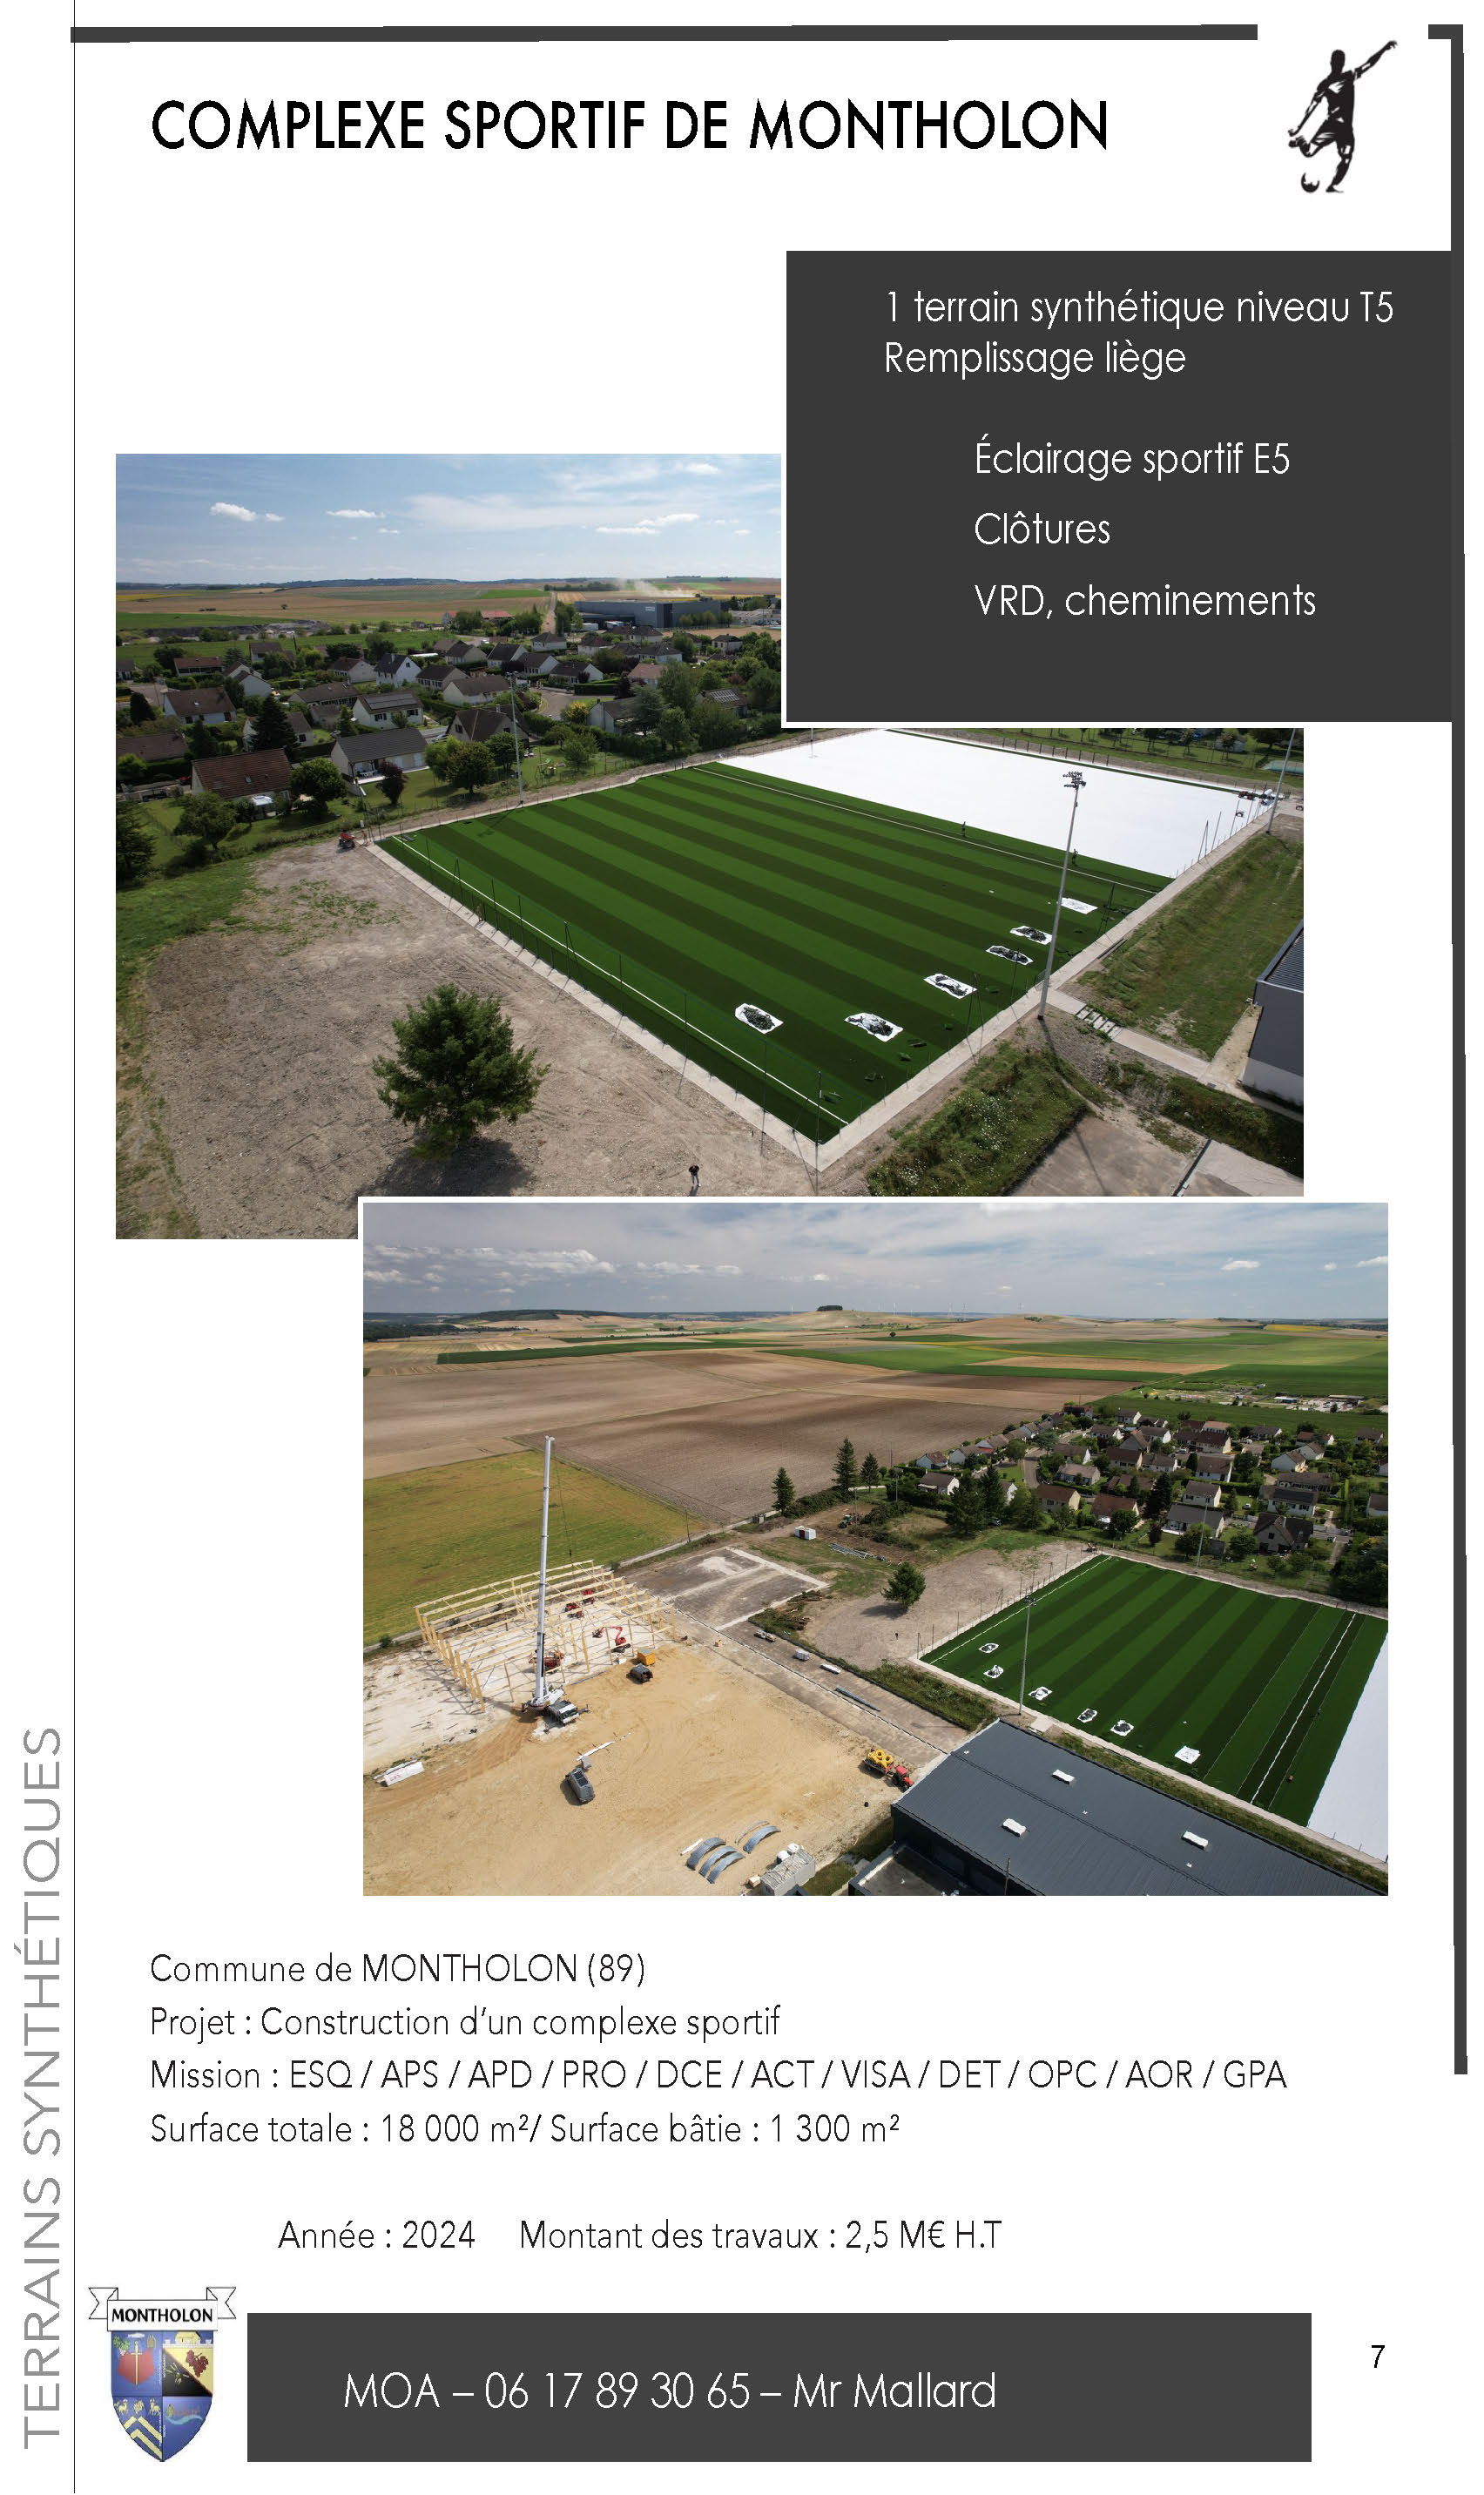 COMPLEXE SPORTIF DE MONTHOLON
1 terrain synthétique niveau T5
Remplissage liège
Éclairage sportif E5
Clôtures
VRD, cheminements
TERRAINS SYNTHÉTIQUES
Commune de MONTHOLON (89)
Projet : Construction d’un complexe sportif
Mission : ESQ / APS / APD / PRO / DCE / ACT / VISA / DET / OPC / AOR / GPA
Surface totale : 18 000 m²/ Surface bâtie : 1 300 m²
Année : 2024 Montant des travaux : 2,5 M€ H.T
MONTHOLON
MOA – 06 17 89 30 65 – Mr Mallard
7